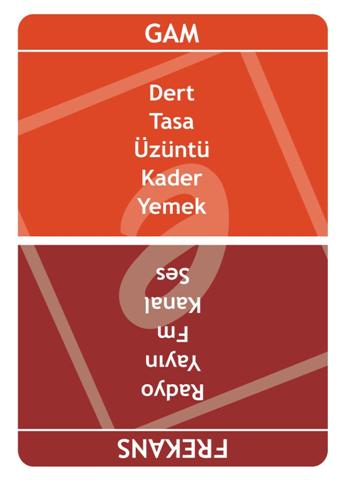 GAM
Dert
Tasa
Üzüntü
Kader
Yemek
FREKANS
Radyo
Yayın
Fm
Kanal
Ses